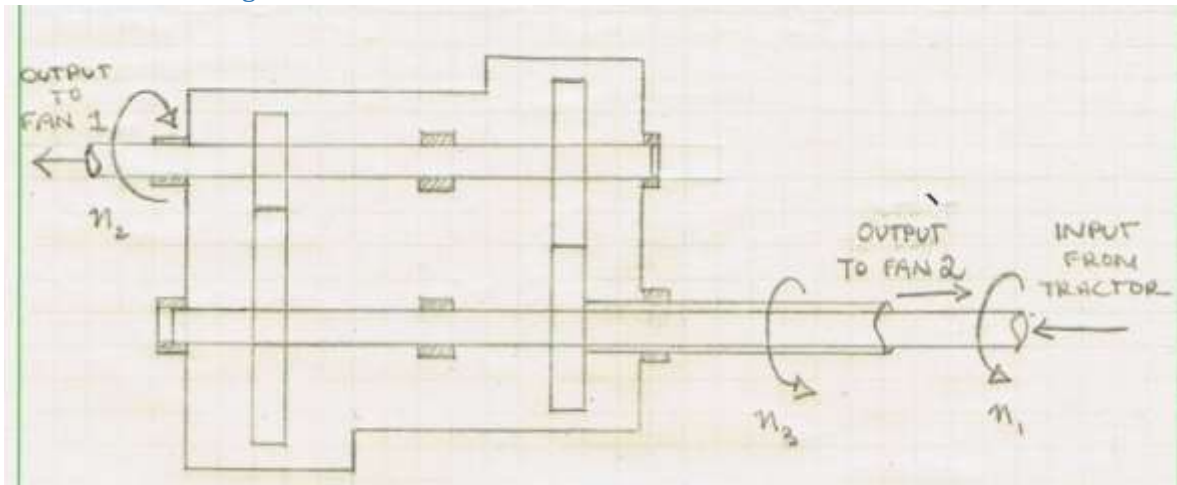 OUTPUT
TO
FAN 1
n₂
OUTPUT
TO FAN 2
INPUT
FROM
TRACTOR
n₃
n₁